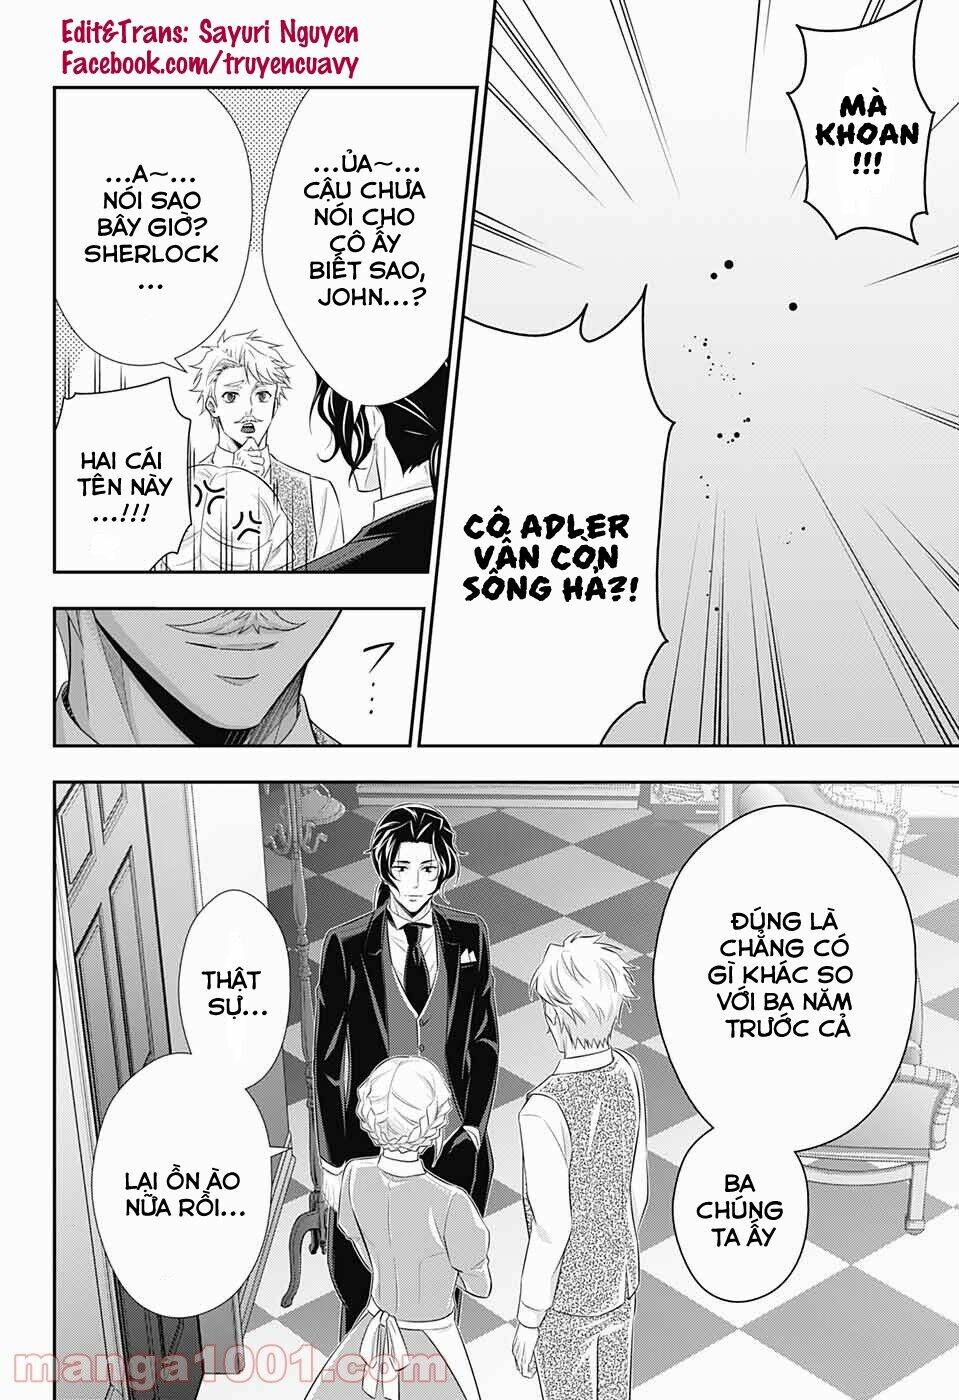 Edit&Trans: Sayuri Nguyen
Facebook.com/truyencuavy
MÀ
KHOAN
!!!
CÔ ADLER
VẪN CÒN
SỐNG HẢ?!
...ỦA~...
CẬU CHƯA
NÓI CHO
CÔ ẤY
BIẾT SAO,
JOHN...?
...A~...
NÓI SAO
BÂY GIỜ?
SHERLOCK
...
HAI CÁI
TÊN NÀY
...!!!
ĐÚNG LÀ
CHẲNG CÓ
GÌ KHÁC SO
VỚI BA NĂM
TRƯỚC CẢ
BA
CHÚNG
TA ẤY
THẬT
SỰ...
LẠI ỒN ÀO
NỮA RỒI...
manga1001.com